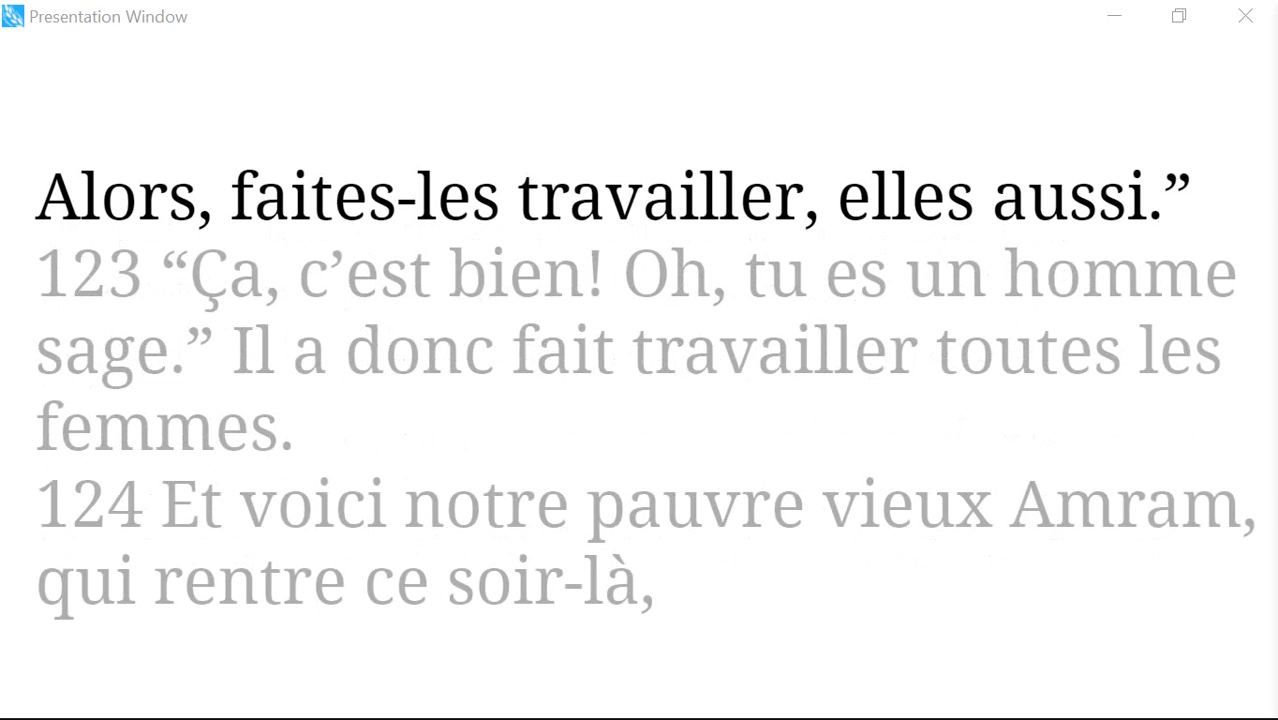 Presentation Window
Alors, faites-les travailler, elles aussi.”
123 “Ça, c’est bien! Oh, tu es un homme
sage.” Il a donc fait travailler toutes les
femmes.
124 Et voici notre pauvre vieux Amram,
qui rentre ce soir-là,